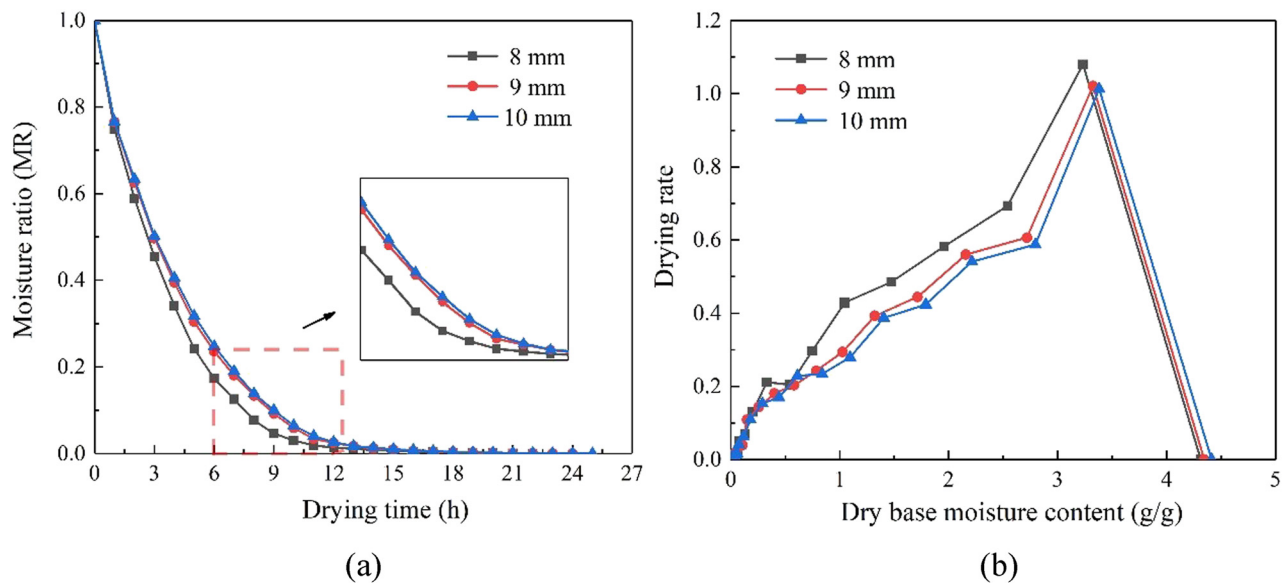 1.0
0.8
0.6
0.4
0.2
0.0
Moisture ratio (MR)
8 mm
9 mm
10 mm
0 3 6 9 12 15 18 21 24 27
Drying time (h)
(a)
1.2
1.0
0.8
0.6
0.4
0.2
0.0
Drying rate
8 mm
9 mm
10 mm
0 1 2 3 4 5
Dry base moisture content (g/g)
(b)